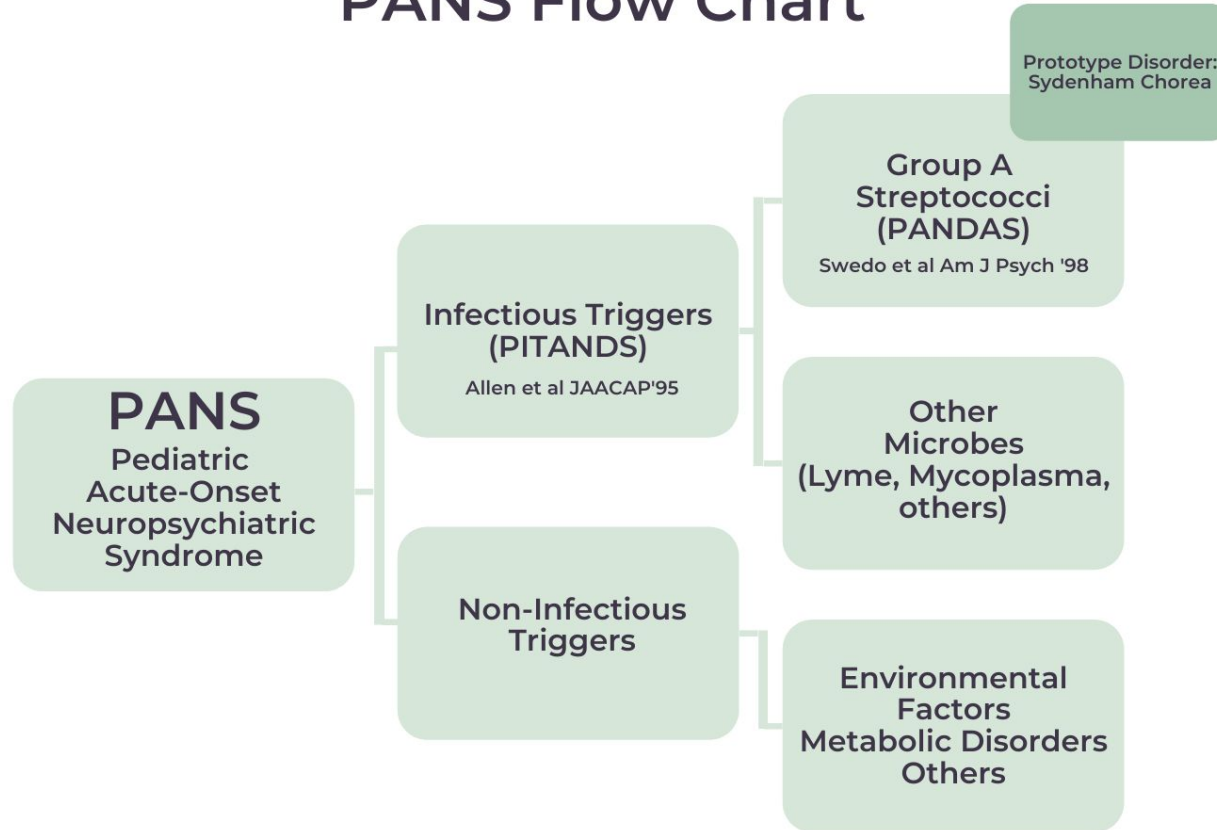 PANS Flow Chart
Prototype Disorder:
Sydenham Chorea
Group A
Streptococci
(PANDAS)
Swedo et al Am J Psych '98
Infectious Triggers
(PITANDS)
Allen et al JAACAP'95
PANS
Pediatric
Acute-Onset
Neuropsychiatric
Syndrome
Other
Microbes
(Lyme, Mycoplasma,
others)
Non-Infectious
Triggers
Environmental
Factors
Metabolic Disorders
Others